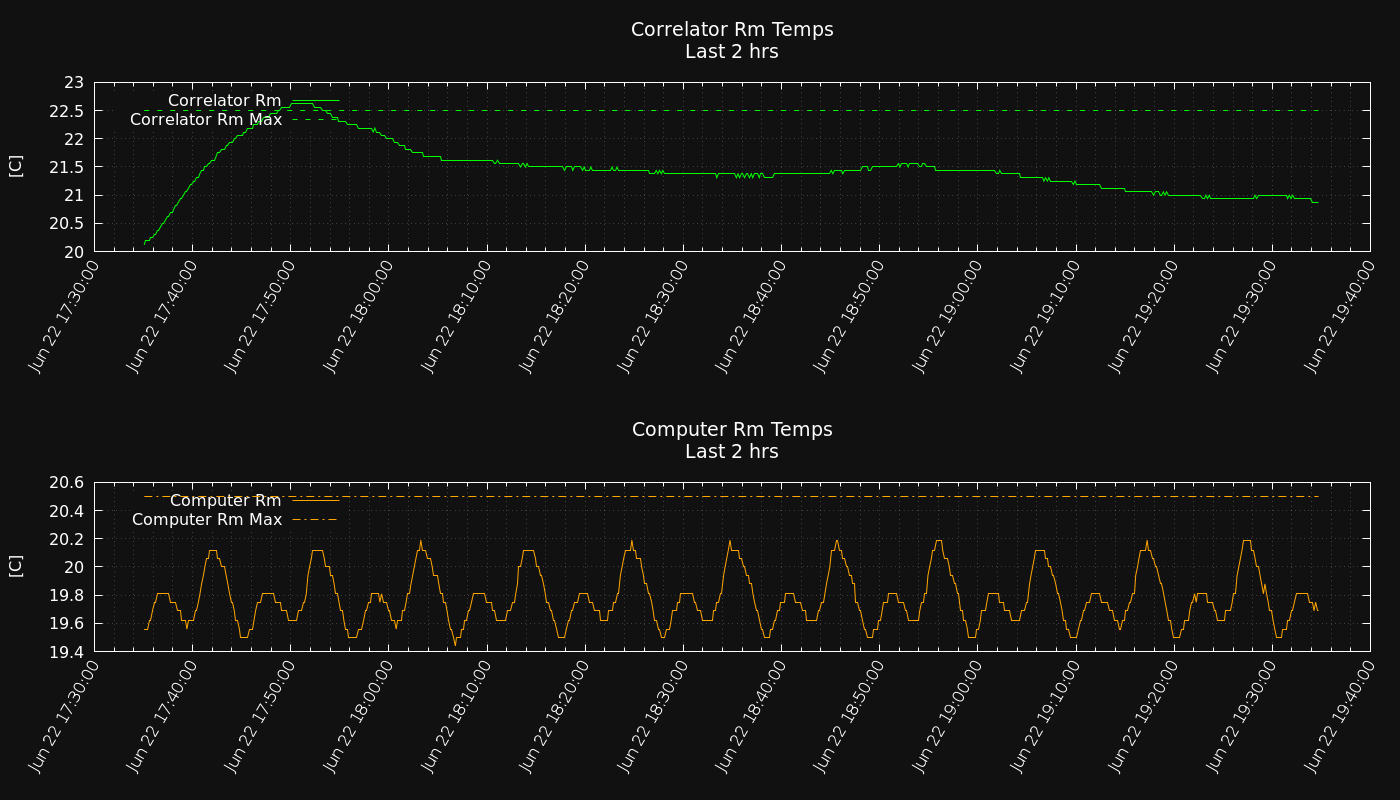 Correlator Rm Temps
Last 2 hrs
23
22.5
22
21.5
21
20.5
20
[C]
Correlator Rm
Correlator Rm Max
Jun 22 17:30:00
Jun 22 17:40:00
Jun 22 17:50:00
Jun 22 18:00:00
Jun 22 18:10:00
Jun 22 18:20:00
Jun 22 18:30:00
Jun 22 18:40:00
Jun 22 18:50:00
Jun 22 19:00:00
Jun 22 19:10:00
Jun 22 19:20:00
Jun 22 19:30:00
Jun 22 19:40:00
Computer Rm Temps
Last 2 hrs
20.6
20.4
20.2
20
19.8
19.6
19.4
[C]
Computer Rm
Computer Rm Max
Jun 22 17:30:00
Jun 22 17:40:00
Jun 22 17:50:00
Jun 22 18:00:00
Jun 22 18:10:00
Jun 22 18:20:00
Jun 22 18:30:00
Jun 22 18:40:00
Jun 22 18:50:00
Jun 22 19:00:00
Jun 22 19:10:00
Jun 22 19:20:00
Jun 22 19:30:00
Jun 22 19:40:00